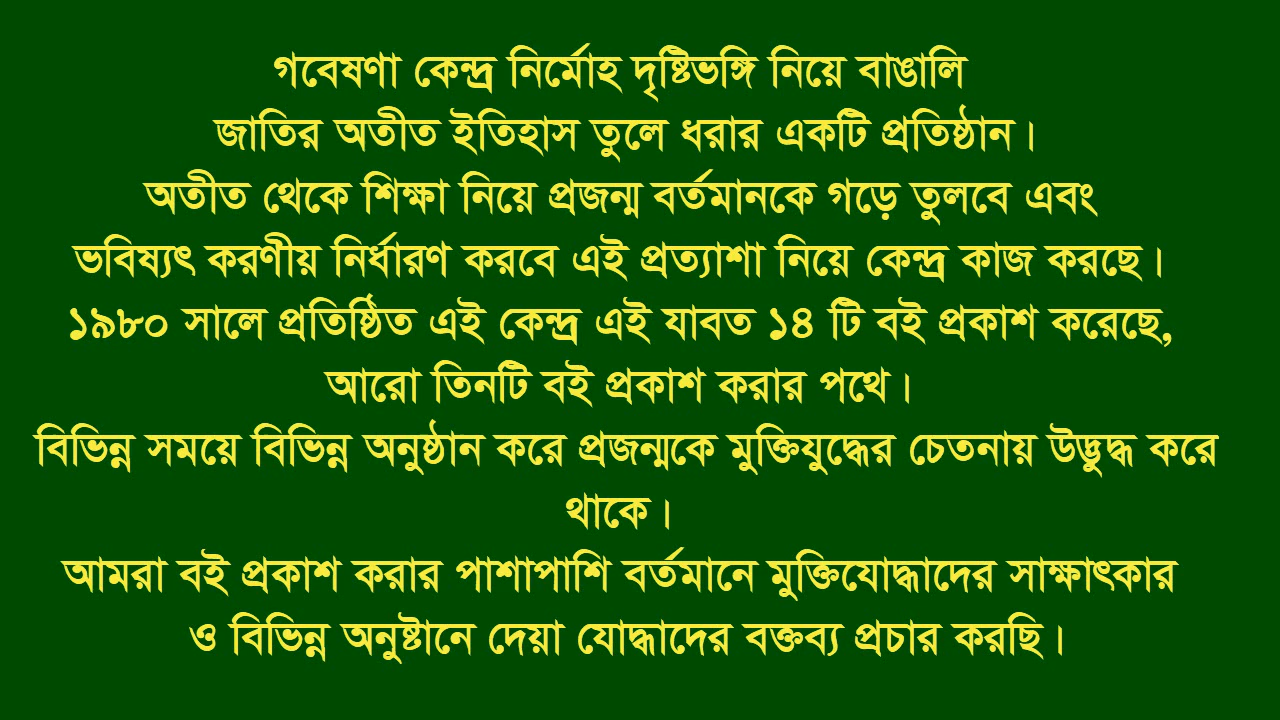 গবেষণা কেন্দ্র নির্মোহ দৃষ্টিভঙ্গি নিয়ে বাঙালি
জাতির অতীত ইতিহাস তুলে ধরার একটি প্রতিষ্ঠান।
অতীত থেকে শিক্ষা নিয়ে প্রজন্ম বর্তমানকে গড়ে তুলবে এবং
ভবিষ্যৎ করণীয় নির্ধারণ করবে এই প্রত্যাশা নিয়ে কেন্দ্র কাজ করছে।
১৯৮০ সালে প্রতিষ্ঠিত এই কেন্দ্র এই যাবত ১৪ টি বই প্রকাশ করেছে,
আরো তিনটি বই প্রকাশ করার পথে।
বিভিন্ন সময়ে বিভিন্ন অনুষ্ঠান করে প্রজন্মকে মুক্তিযুদ্ধের চেতনায় উদ্ভুদ্ধ করে
থাকে।
আমরা বই প্রকাশ করার পাশাপাশি বর্তমানে মুক্তিযোদ্ধাদের সাক্ষাৎকার
ও বিভিন্ন অনুষ্টানে দেয়া যোদ্ধাদের বক্তব্য প্রচার করছি।